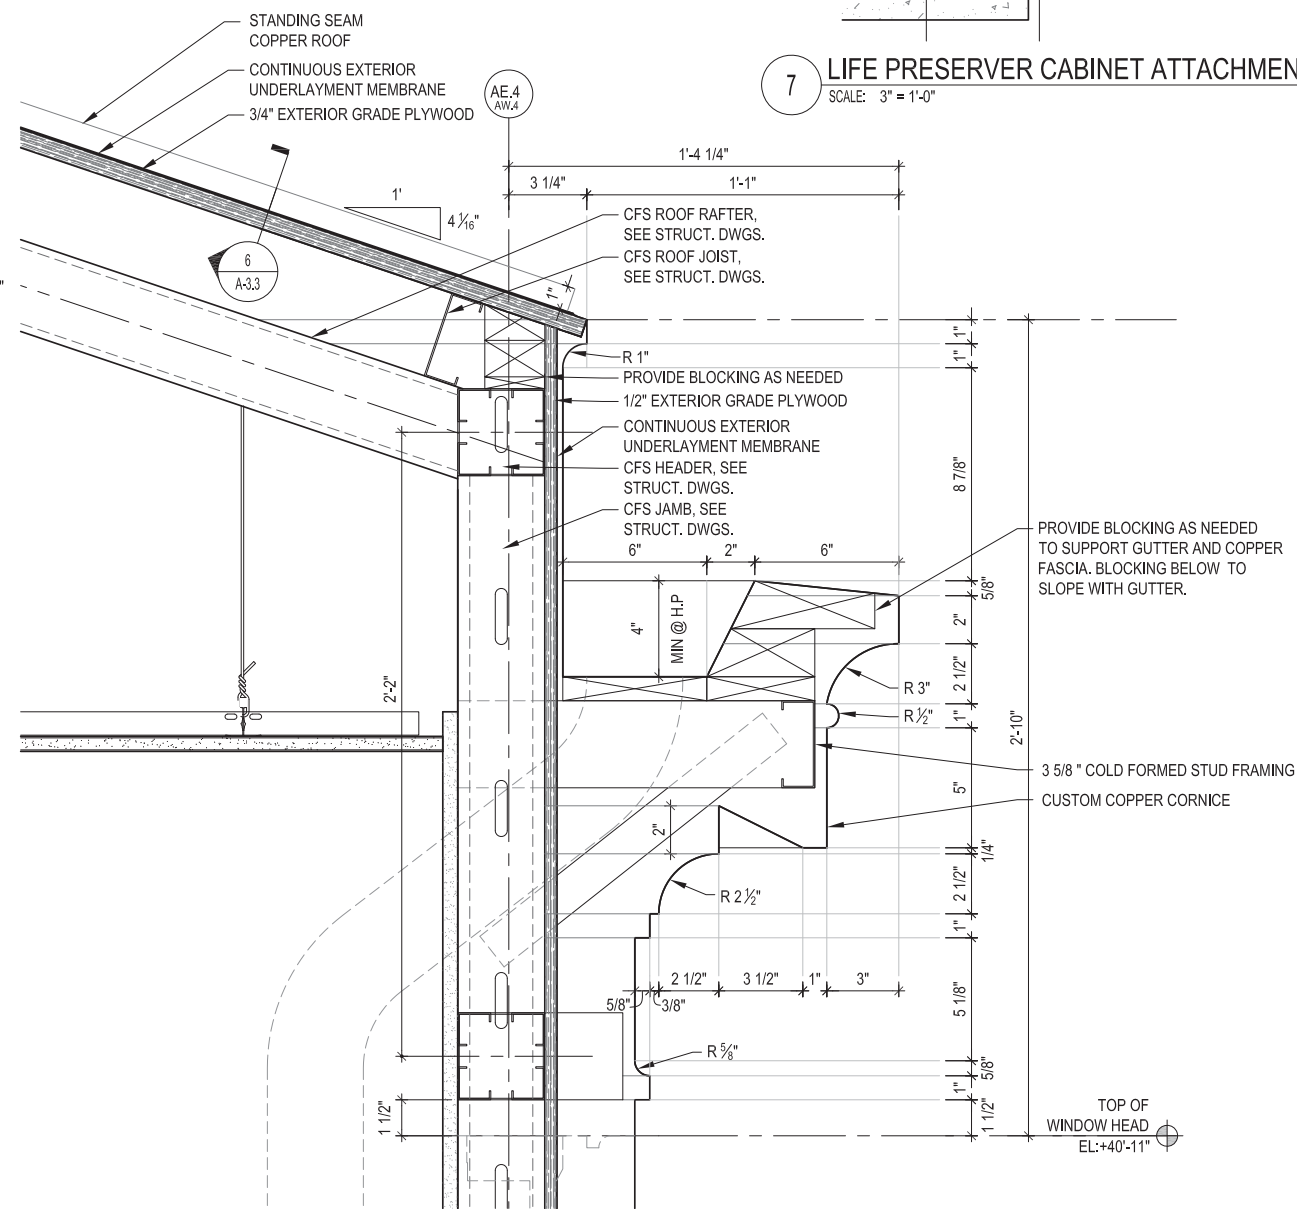 STANDING SEAM
COPPER ROOF
CONTINUOUS EXTERIOR
UNDERLAYMENT MEMBRANE
3/4" EXTERIOR GRADE PLYWOOD
AE.4
AW.4
7
LIFE PRESERVER CABINET ATTACHMEN
SCALE: 3" = 1'-0"
1'-4 1/4"
3 1/4"
1'-1"
1'
4 1/16"
6
A-3.3
CFS ROOF RAFTER,
SEE STRUCT. DWGS.
CFS ROOF JOIST,
SEE STRUCT. DWGS.
"
1"
1"
1"
R 1"
PROVIDE BLOCKING AS NEEDED
1/2" EXTERIOR GRADE PLYWOOD
CONTINUOUS EXTERIOR
UNDERLAYMENT MEMBRANE
CFS HEADER, SEE
STRUCT. DWGS.
CFS JAMB, SEE
STRUCT. DWGS.
8 7/8"
6"
2"
6"
PROVIDE BLOCKING AS NEEDED
TO SUPPORT GUTTER AND COPPER
FASCIA. BLOCKING BELOW TO
SLOPE WITH GUTTER.
5/8"
4"
MIN @ H.P
2"
2 1/2"
R 3"
2'-2"
R 1/2"
1"
2'-10"
3 5/8 " COLD FORMED STUD FRAMING
5"
CUSTOM COPPER CORNICE
2"
1/4"
R 2 1/2"
2 1/2"
1"
2 1/2"
3 1/2"
1"
3"
5/8"
3/8"
5 1/8"
R 5/8"
5/8"
1"
1 1/2"
1 1/2"
TOP OF
WINDOW HEAD
EL:+40'-11"